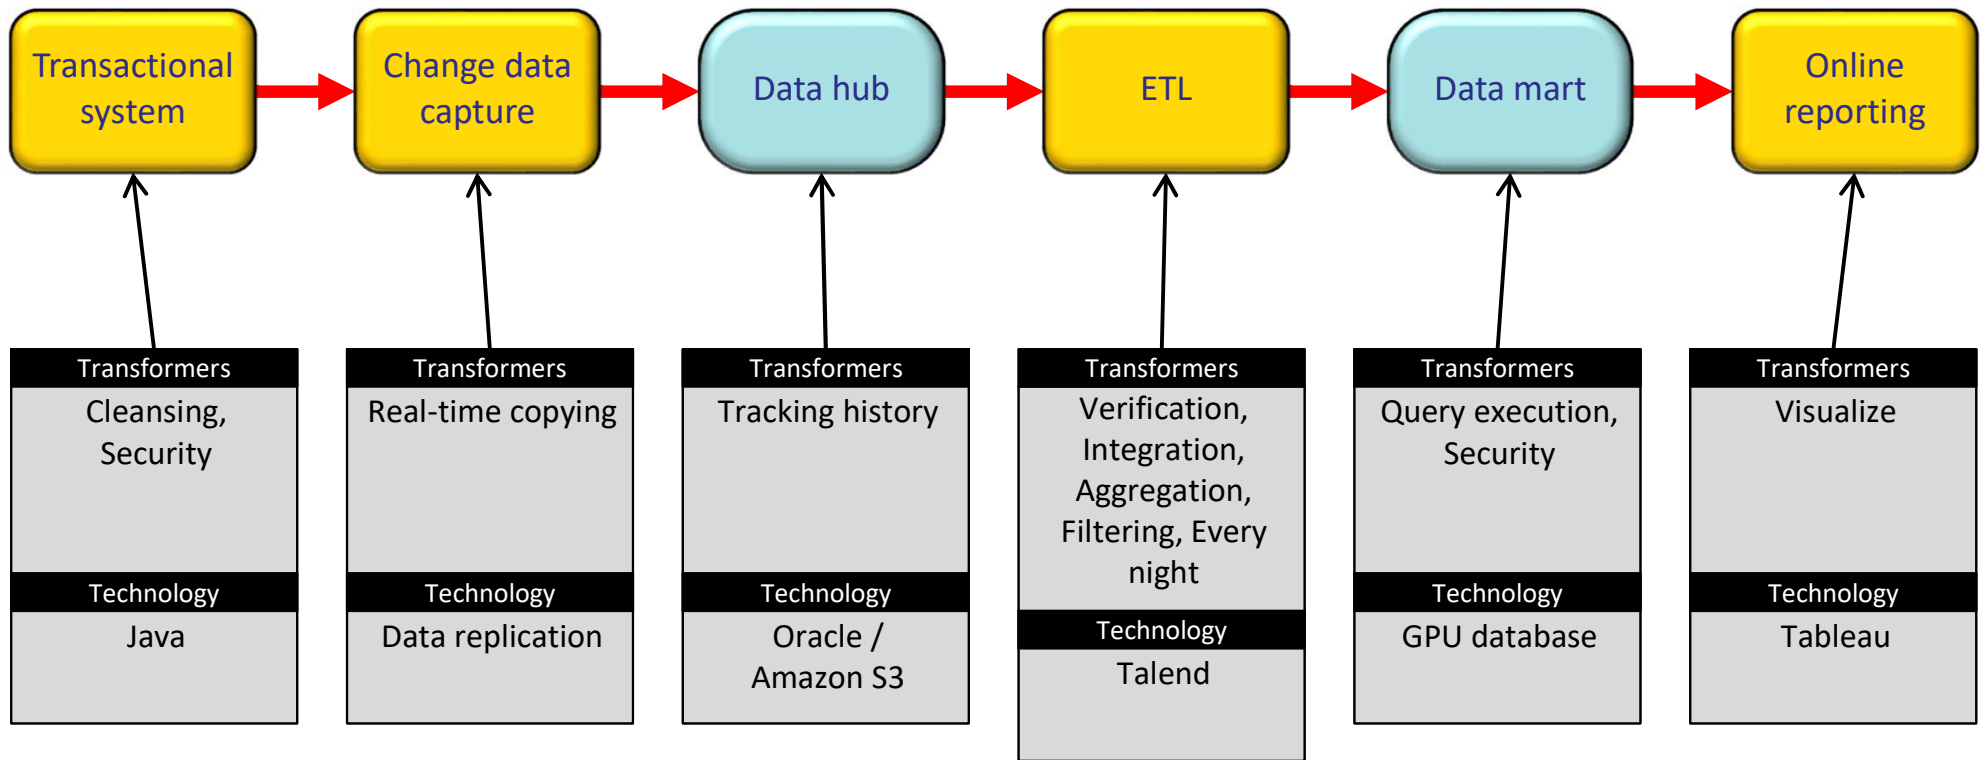 Transactional
system
Change data
capture
Data hub
ETL
Data mart
Online
reporting
Transformers
Cleansing,
Security
Technology
Java
Transformers
Real-time copying
Technology
Data replication
Transformers
Tracking history
Technology
Oracle /
Amazon S3
Transformers
Verification,
Integration,
Aggregation,
Filtering, Every
night
Technology
Talend
Transformers
Query execution,
Security
Technology
GPU database
Transformers
Visualize
Technology
Tableau